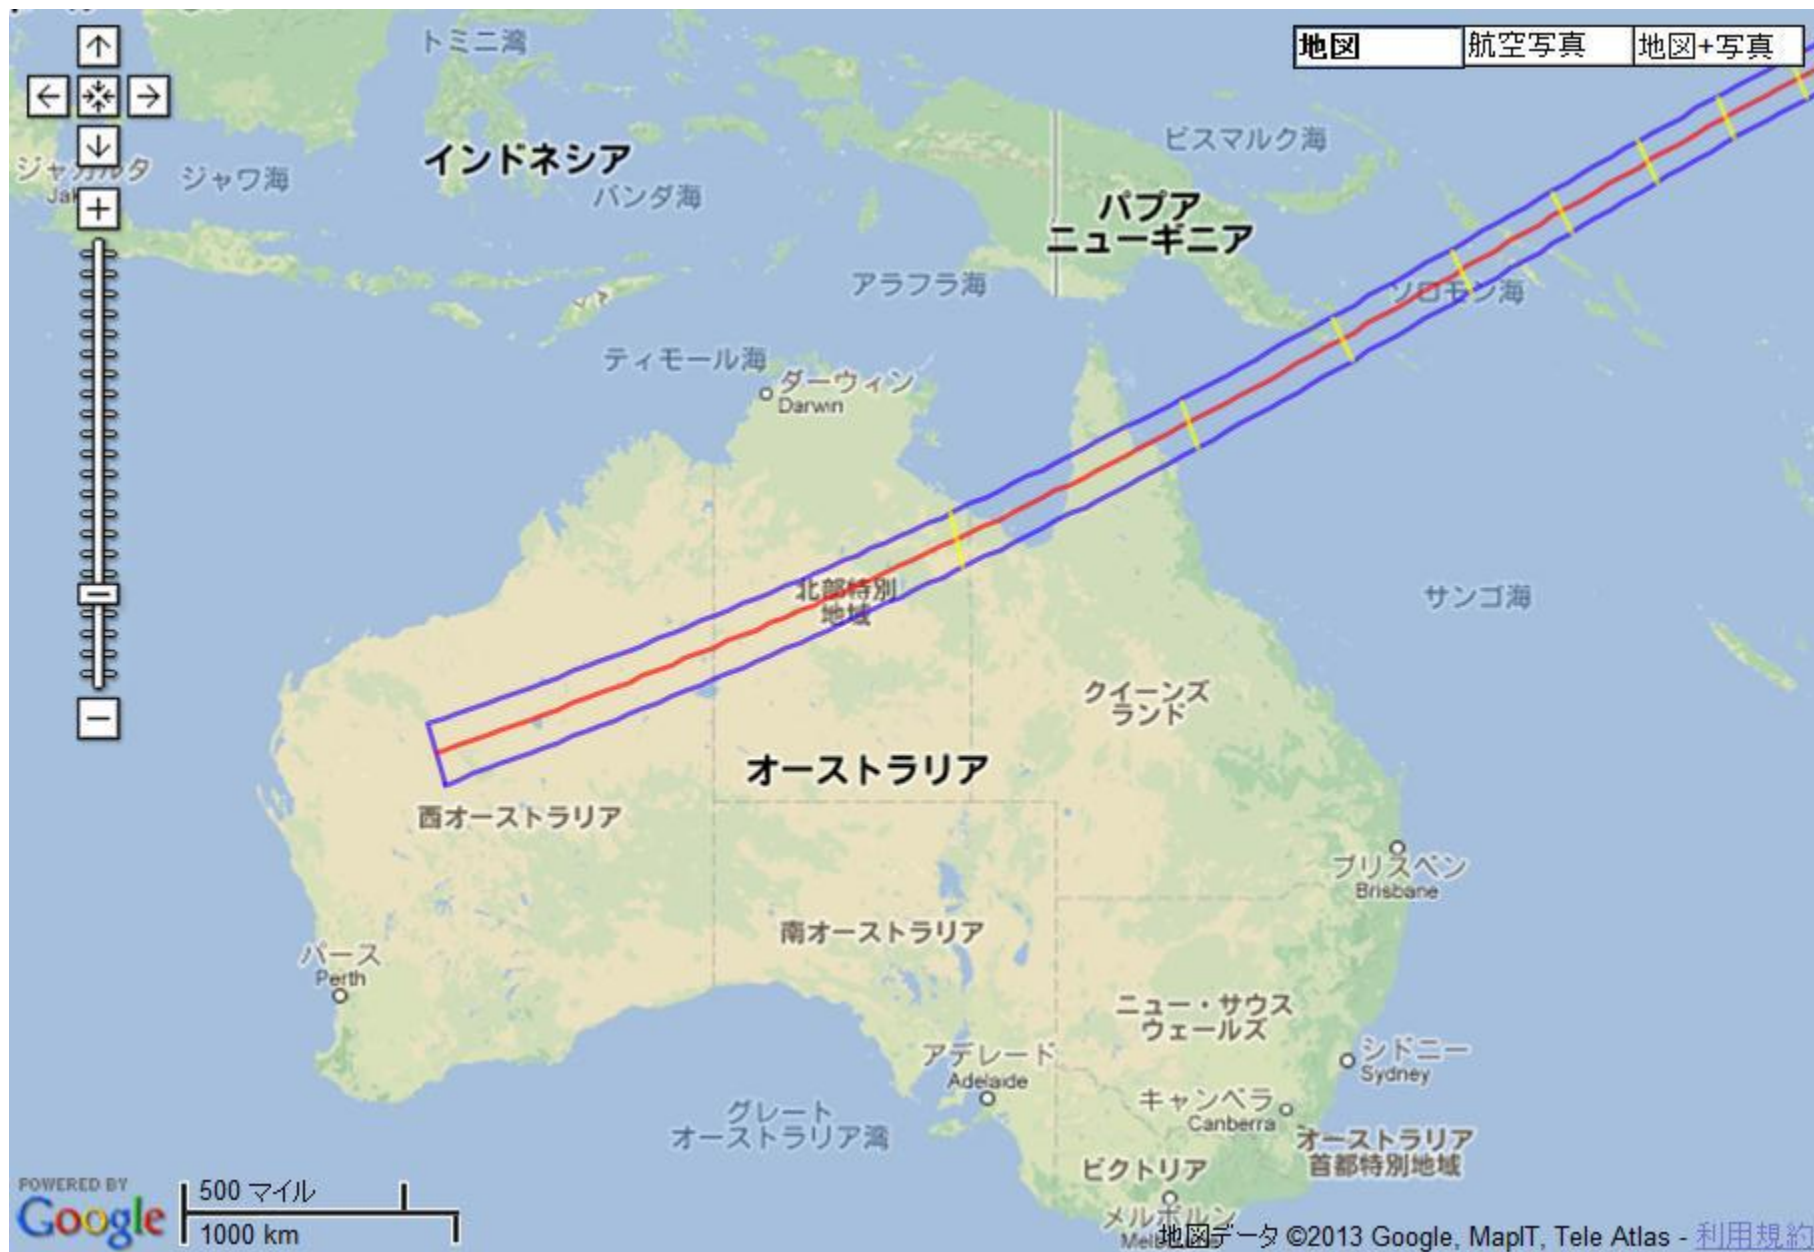 トミニ湾
地図
航空写真
地図+写真
インドネシア
ビスマルク海
ジャカルタ
ジャワ海
バンダ海
パプア
ニューギニア
アラフラ海
ソロモン海
ティモール海
ダーウィン
Darwin
北部特別
地域
サンゴ海
クイーンズ
ランド
オーストラリア
西オーストラリア
ブリスベン
Brisbane
南オーストラリア
パース
Perth
ニュー・サウス
ウェールズ
アデレード
Adelaide
シドニー
Sydney
キャンベラ
Canberra
グレート
オーストラリア湾
オーストラリア
首都特別地域
ビクトリア
メルボルン
POWERED BY
Google
500 マイル
1000 km
地図データ ©2013 Google, MapIT, Tele Atlas - 利用規約